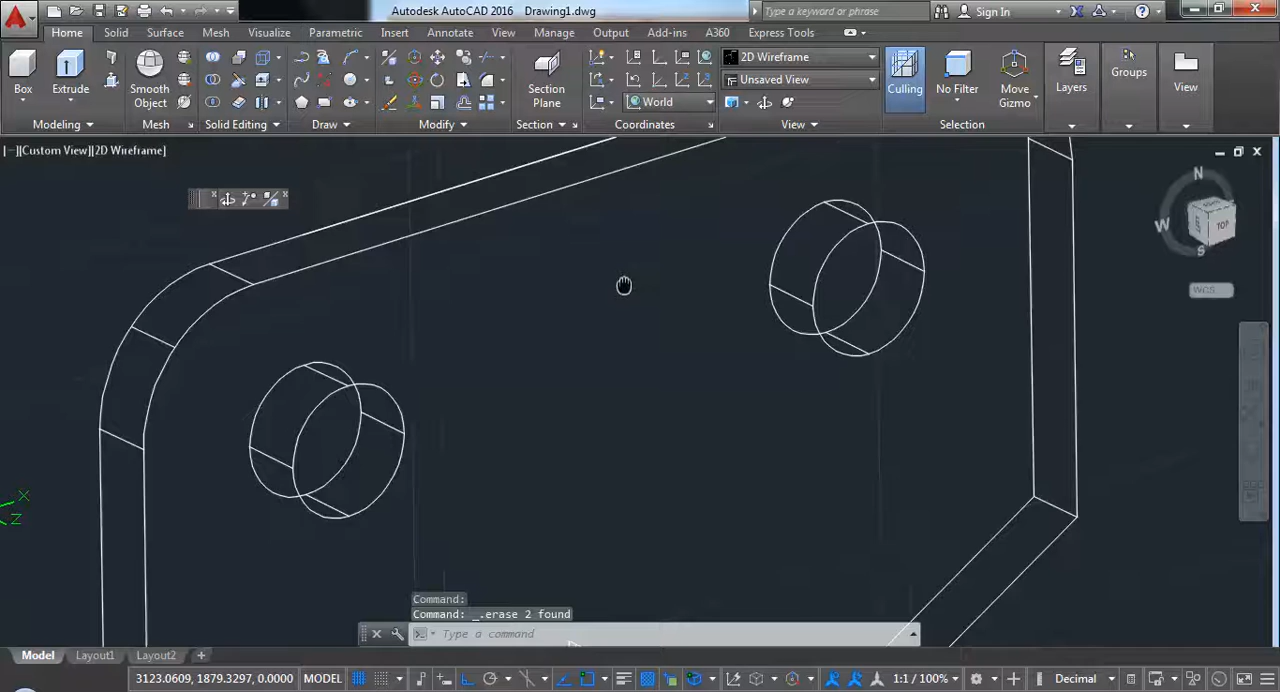 Autodesk AutoCAD 2016 Drawing1.dwg
Type a keyword or phrase
Sign In
Home Solid Surface Mesh Visualize Parametric Insert Annotate View Manage Output Add-ins A360 Express Tools
2D Wireframe
Unsaved View
World
Box Extrude Smooth Object Section Plane Culling No Filter Move Gizmo Layers Groups View
Modeling Mesh Solid Editing Draw Modify Section Coordinates View Selection
[−][Custom View][2D Wireframe]
N
W
TOP
S
WCS
X
Z
Command:
Command: _.erase 2 found
Type a command
Model Layout1 Layout2 +
3123.0609, 1879.3297, 0.0000 MODEL 1:1 / 100% Decimal